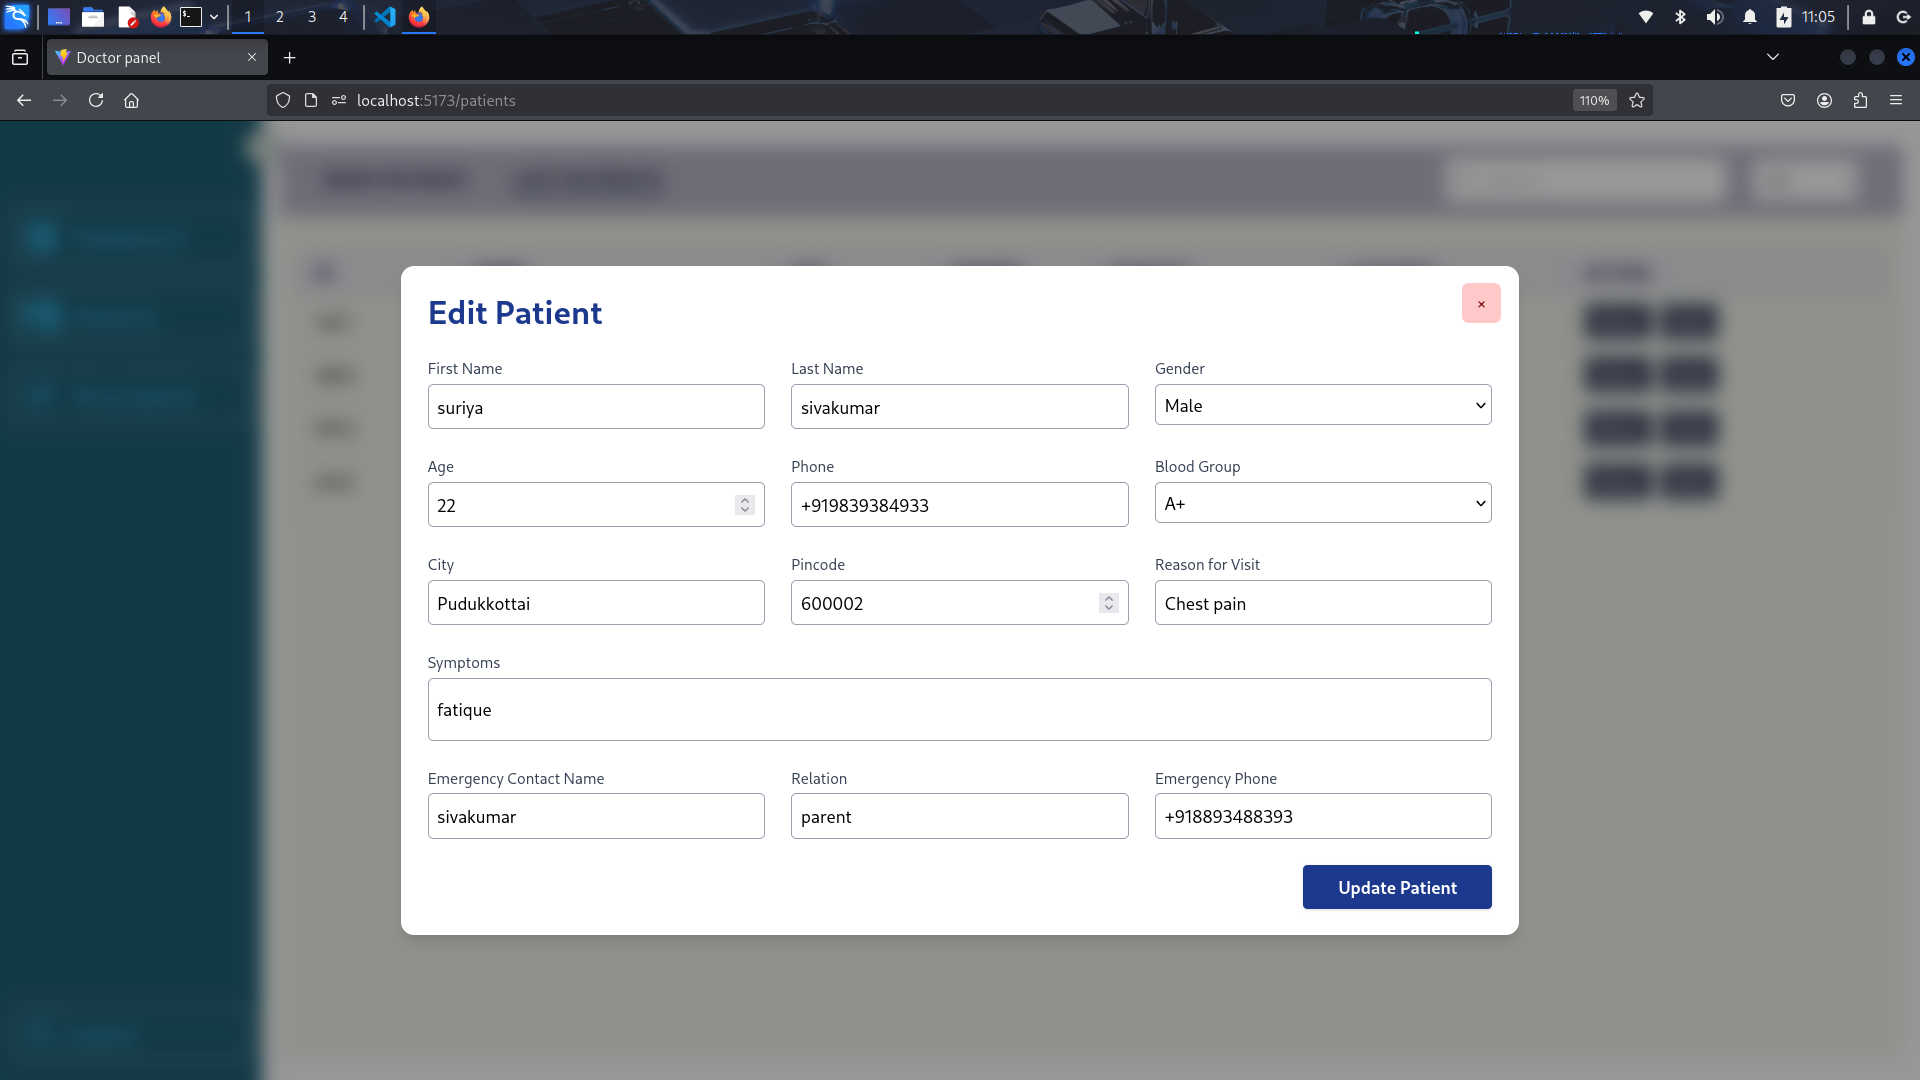 1 2 3 4 11:05
Doctor panel
localhost:5173/patients 110%
Edit Patient
×
First Name Last Name Gender
suriya sivakumar Male
Age Phone Blood Group
22 +919839384933 A+
City Pincode Reason for Visit
Pudukkottai 600002 Chest pain
Symptoms
fatique
Emergency Contact Name Relation Emergency Phone
sivakumar parent +918893488393
Update Patient